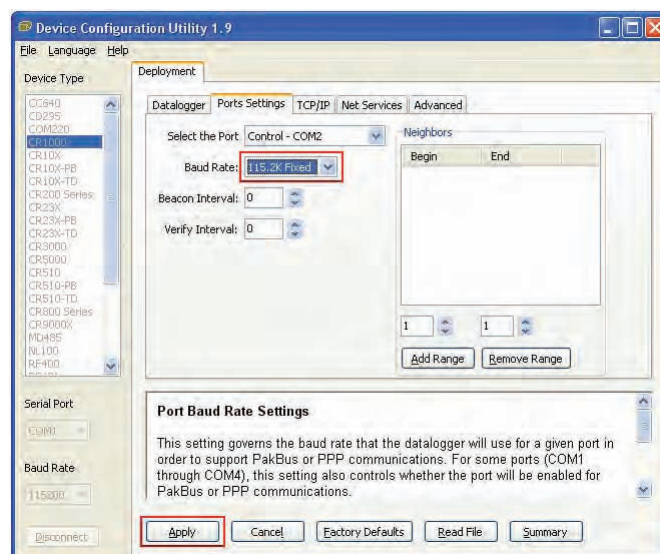 Device Configuration Utility 1.9
File Language Help
Device Type
CC640
CD295
COM220
CR1000
CR10X
CR10X-PB
CR10X-TD
CR200 Series
CR23X
CR23X-PB
CR23X-TD
CR3000
CR5000
CR510
CR510-PB
CR510-TD
CR800 Series
CR9000X
MD485
NL100
RF400
Serial Port
COM1
Baud Rate
115200
Disconnect
Deployment
Datalogger Ports Settings TCP/IP Net Services Advanced
Select the Port Control - COM2
Baud Rate: 115.2K Fixed
Beacon Interval: 0
Verify Interval: 0
Neighbors
Begin End
1 1
Add Range Remove Range
Port Baud Rate Settings
This setting governs the baud rate that the datalogger will use for a given port in
order to support PakBus or PPP communications. For some ports (COM1
through COM4), this setting also controls whether the port will be enabled for
PakBus or PPP communications.
Apply Cancel Factory Defaults Read File Summary